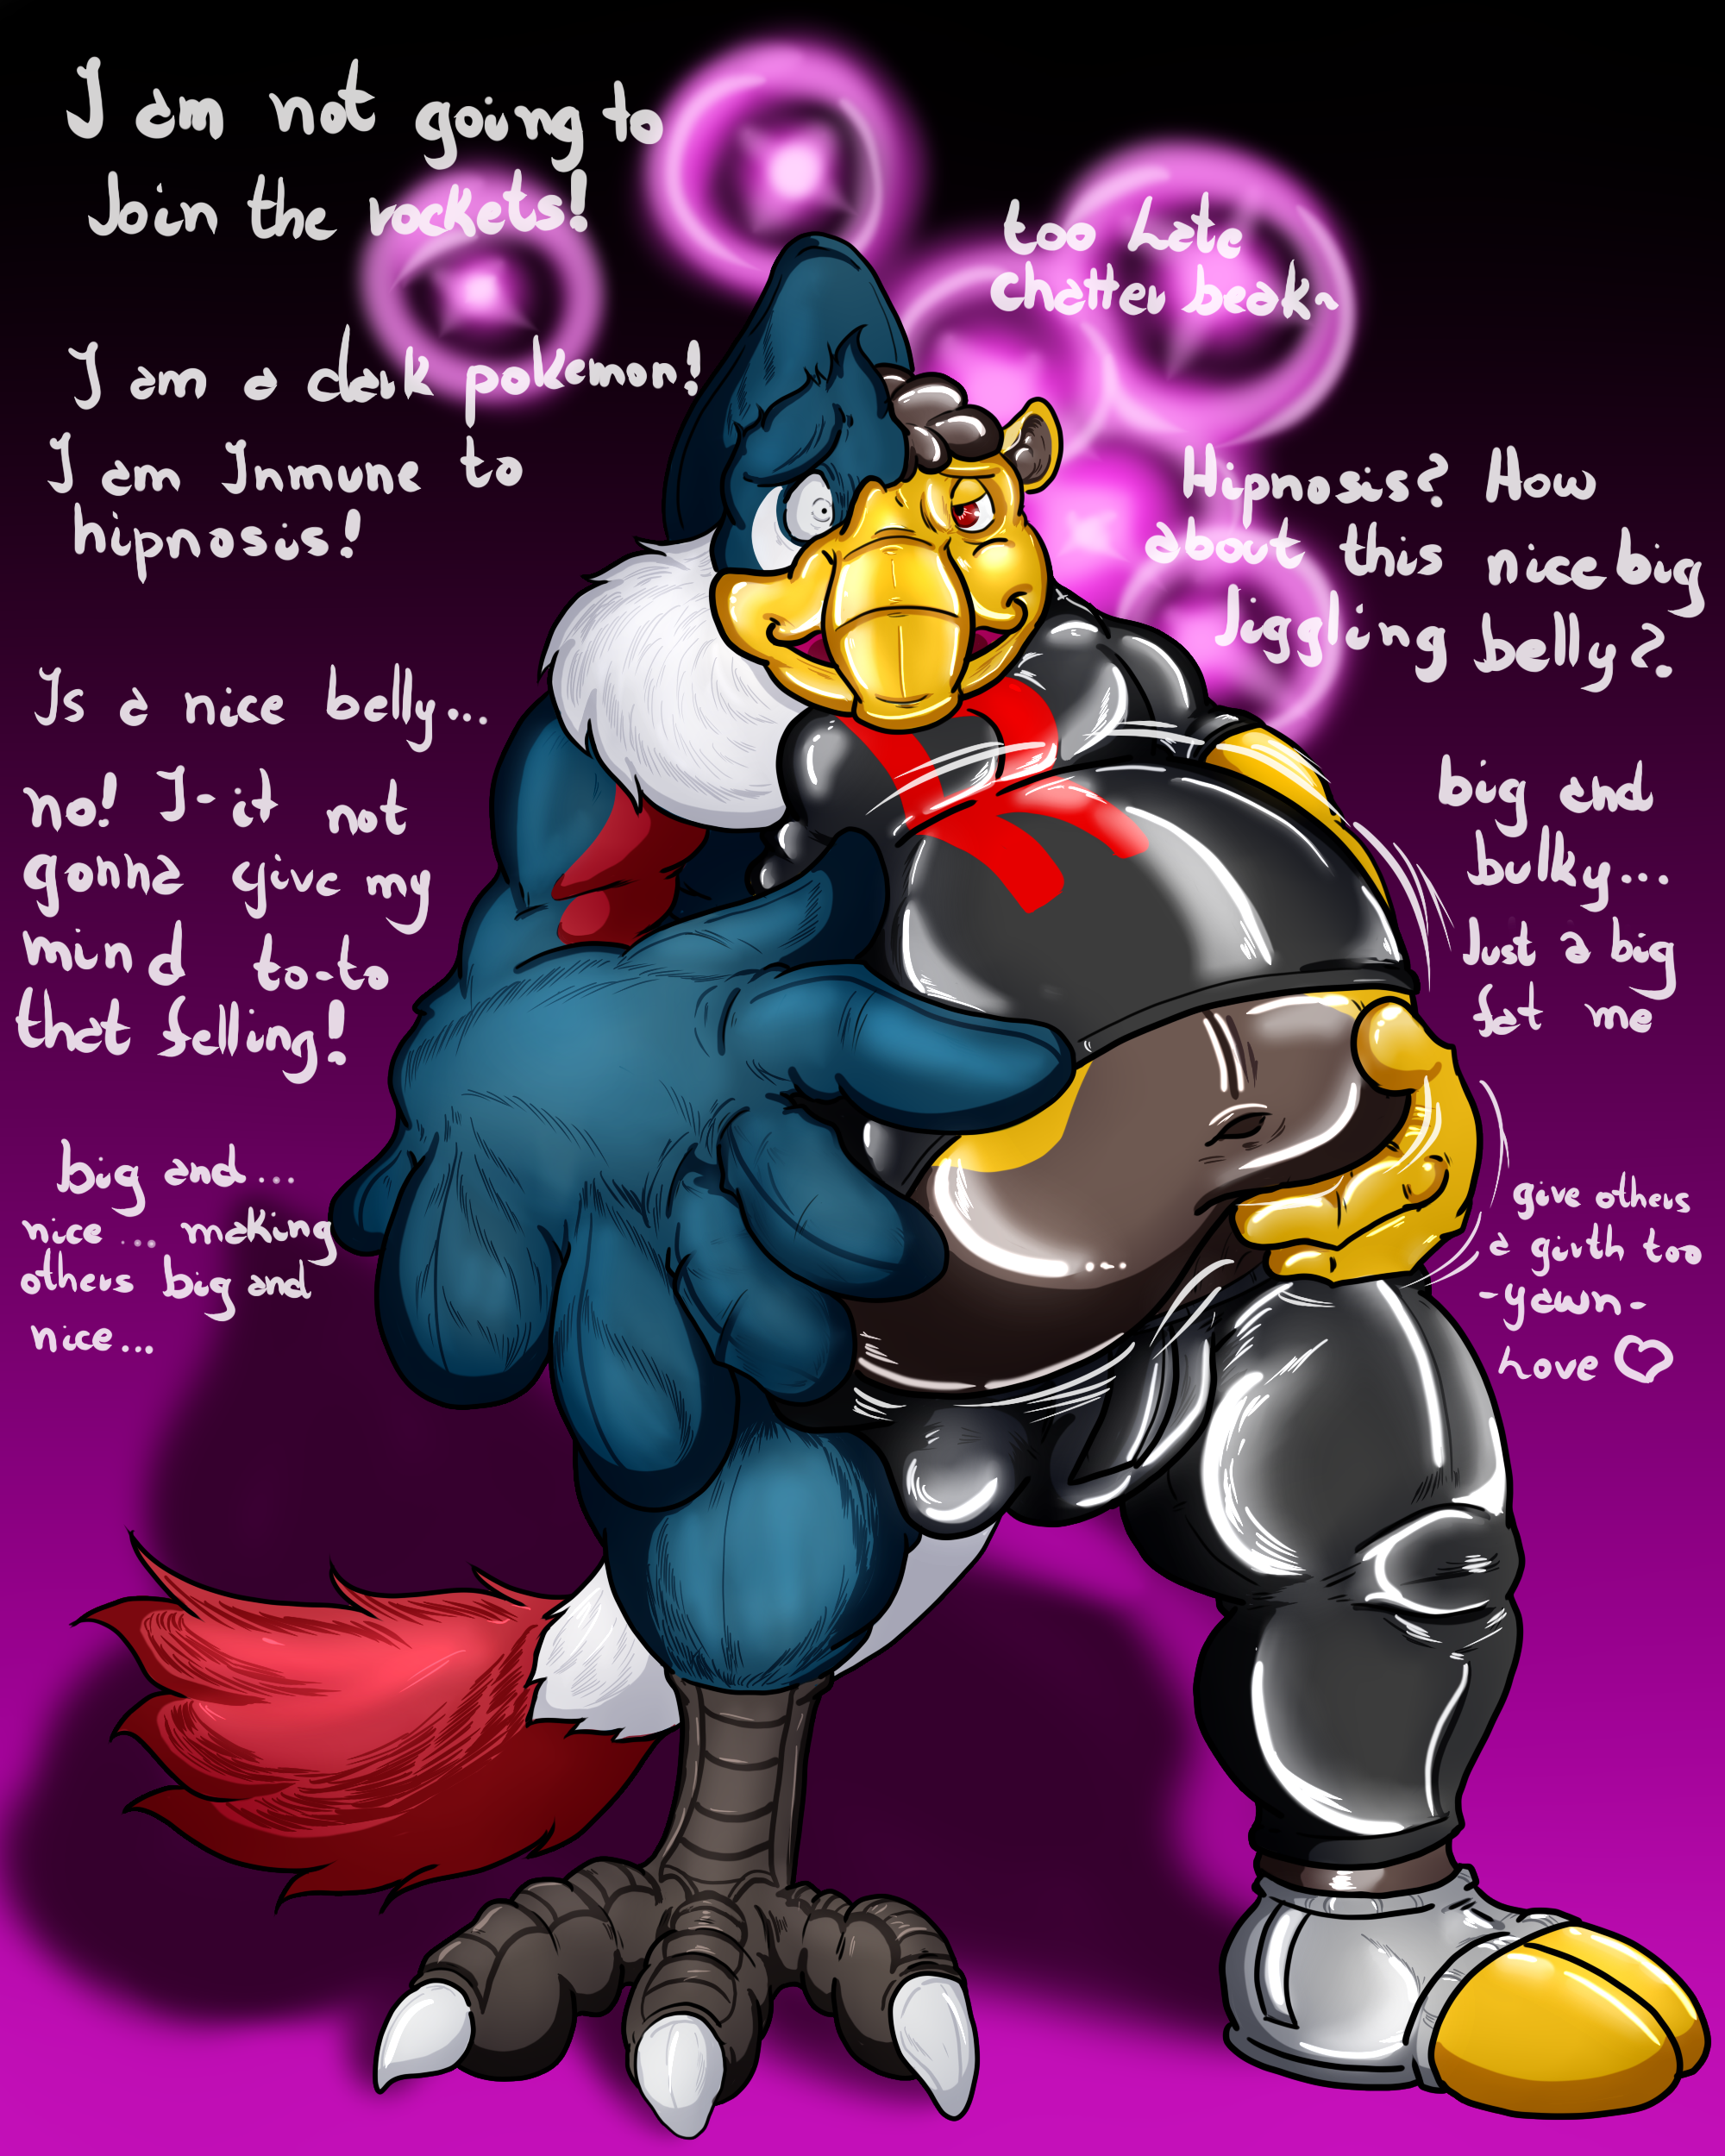 I am not going to
Join the rockets!
too Late
chatter beak~
I am a dark pokemon!
I am Inmune to
hipnosis!
Hipnosis? How
about this nice big
Jiggling belly?.
Is a nice belly...
no! I-it not
gonna give my
mind to-to
that felling!
big and
bulky...
Just a big
fat me
big and...
nice... making
others big and
nice...
give others
a girth too
-yawn-
Love
R